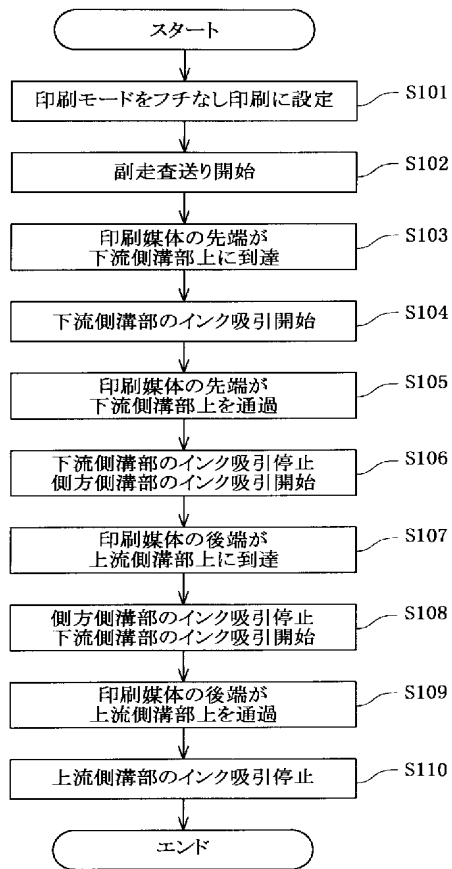 スタート
印刷モードをフチなし印刷に設定
S101
副走査送り開始
S102
印刷媒体の先端が
下流側溝部上に到達
S103
下流側溝部のインク吸引開始
S104
印刷媒体の先端が
下流側溝部上を通過
S105
下流側溝部のインク吸引停止
側方側溝部のインク吸引開始
S106
印刷媒体の後端が
上流側溝部上に到達
S107
側方側溝部のインク吸引停止
下流側溝部のインク吸引開始
S108
印刷媒体の後端が
上流側溝部上を通過
S109
上流側溝部のインク吸引停止
S110
エンド